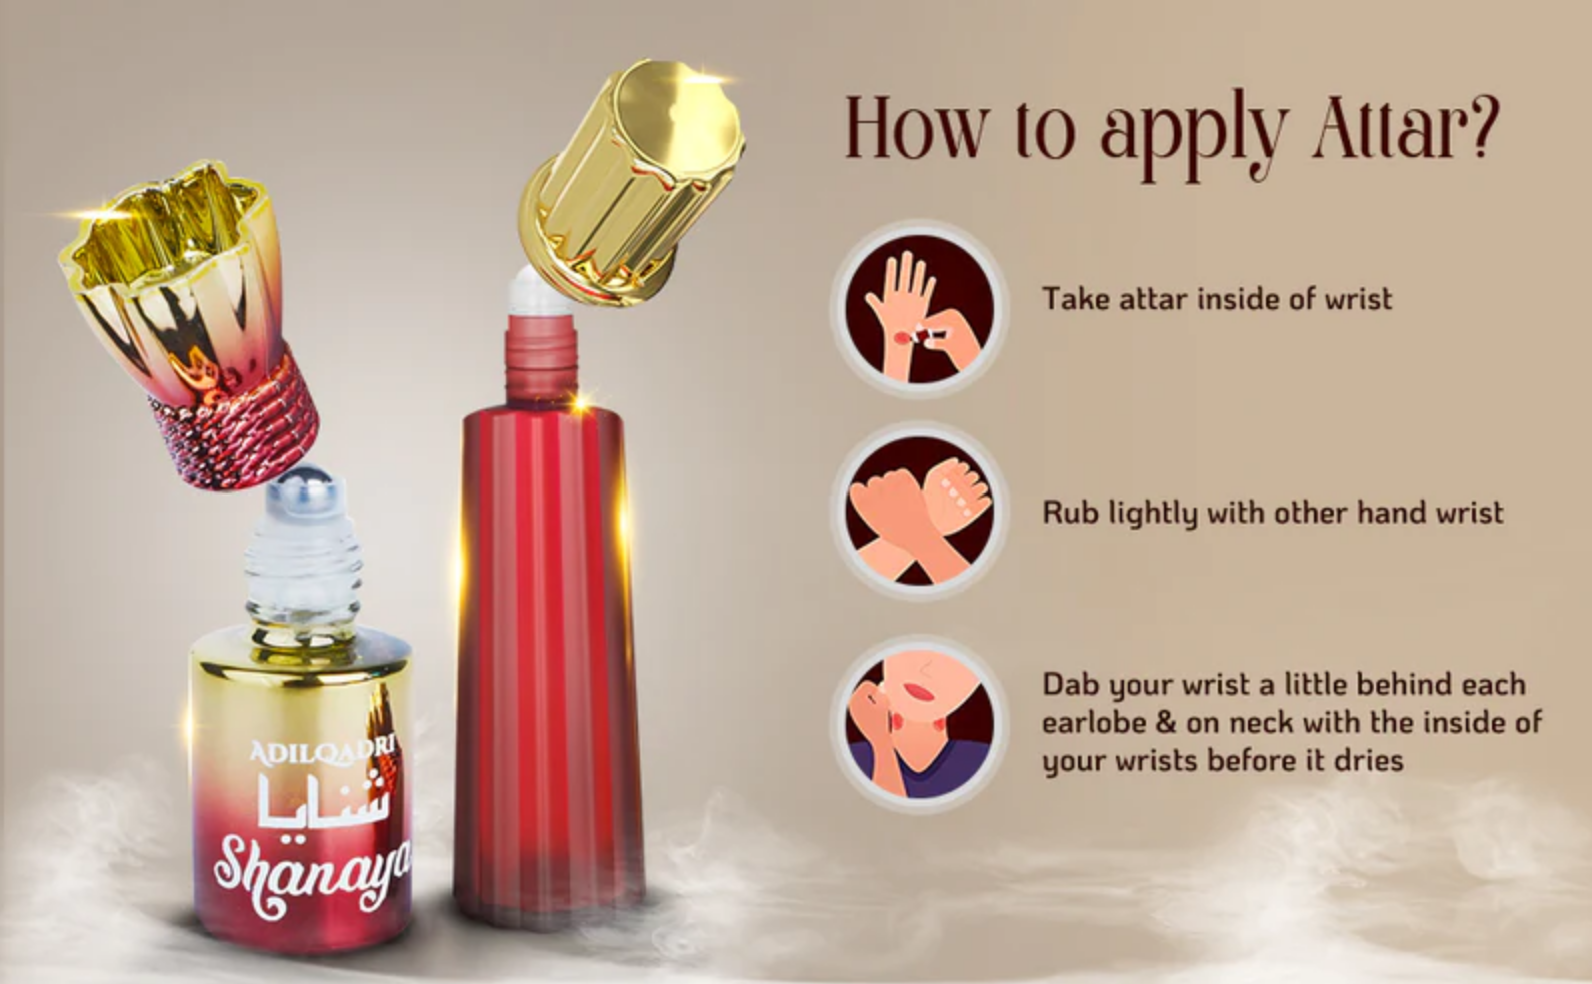 How to apply Attar?
Take attar inside of wrist
Rub lightly with other hand wrist
Dab your wrist a little behind each
earlobe & on neck with the inside of
your wrists before it dries
ADILQADRI
شنايا
Shanaya